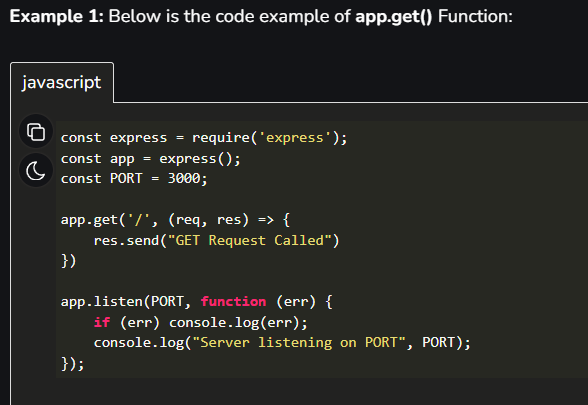 Example 1: Below is the code example of app.get() Function:
javascript
const express = require('express');
const app = express();
const PORT = 3000;
app.get('/', (req, res) => {
    res.send("GET Request Called")
})
app.listen(PORT, function (err) {
    if (err) console.log(err);
    console.log("Server listening on PORT", PORT);
});